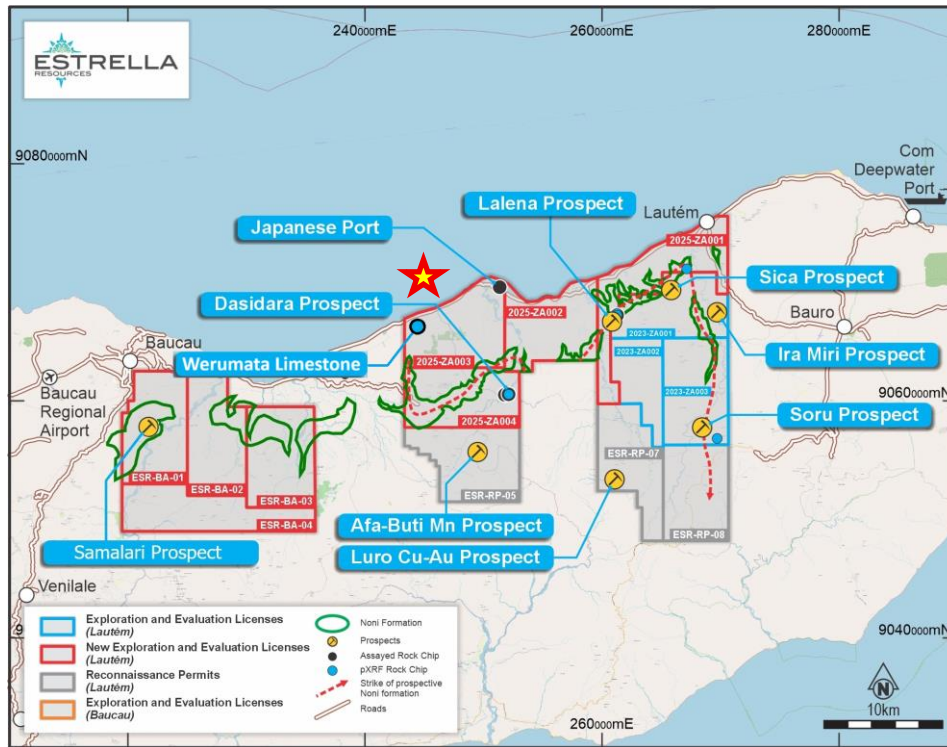 ESTRELLA
RESOURCES
240000mE
260000mE
280000mE
9080000mN
Com
Deepwater
Port
Lalena Prospect
Lautém
Japanese Port
2025-ZA001
Sica Prospect
Dasidara Prospect
2025-ZA002
Bauro
2023-ZA001
Baucau
Werumata Limestone
2025-ZA003
2023-ZA002
Ira Miri Prospect
2023-ZA003
Baucau
Regional
Airport
9060000mN
2025-ZA004
Soru Prospect
ESR-RP-07
ESR-BA-01
ESR-BA-02
ESR-BA-03
ESR-RP-05
ESR-BA-04
Afa-Buti Mn Prospect
ESR-RP-08
Samalari Prospect
Luro Cu-Au Prospect
Venilale
Exploration and Evaluation Licenses
(Lautém)
New Exploration and Evaluation Licenses
(Lautém)
Reconnaissance Permits
(Lautém)
Exploration and Evaluation Licenses
(Baucau)
Noni Formation
Prospects
Assayed Rock Chip
pXRF Rock Chip
Strike of prospective
Noni formation
Roads
9040000mN
N
10km
260000mE